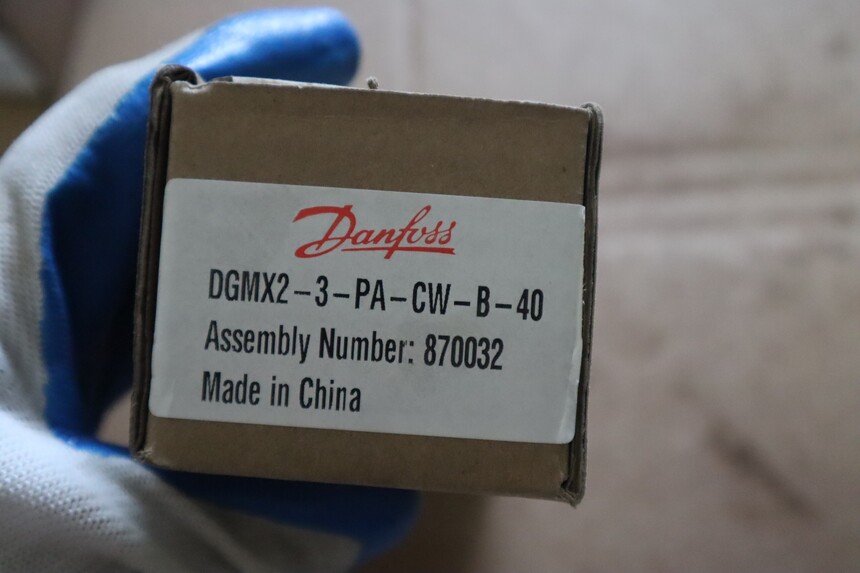 Danfoss
DGMX2-3-PA-CW-B-40
Assembly Number: 870032
Made in China